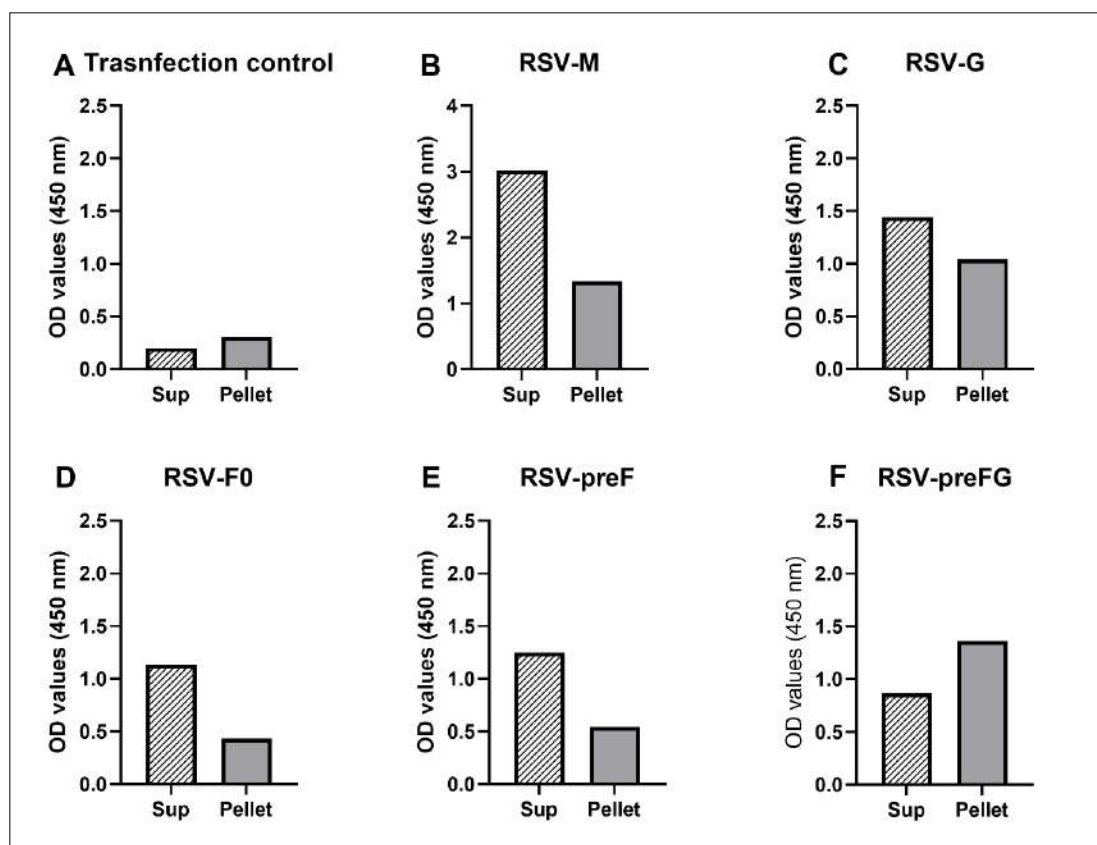 A Trasnfection control
2.5
2.0
1.5
1.0
0.5
0.0
OD values (450 nm)
Sup Pellet
B RSV-M
4
3
2
1
0
OD values (450 nm)
Sup Pellet
C RSV-G
2.5
2.0
1.5
1.0
0.5
0.0
OD values (450 nm)
Sup Pellet
D RSV-F0
2.5
2.0
1.5
1.0
0.5
0.0
OD values (450 nm)
Sup Pellet
E RSV-preF
2.5
2.0
1.5
1.0
0.5
0.0
OD values (450 nm)
Sup Pellet
F RSV-preFG
2.5
2.0
1.5
1.0
0.5
0.0
OD values (450 nm)
Sup Pellet